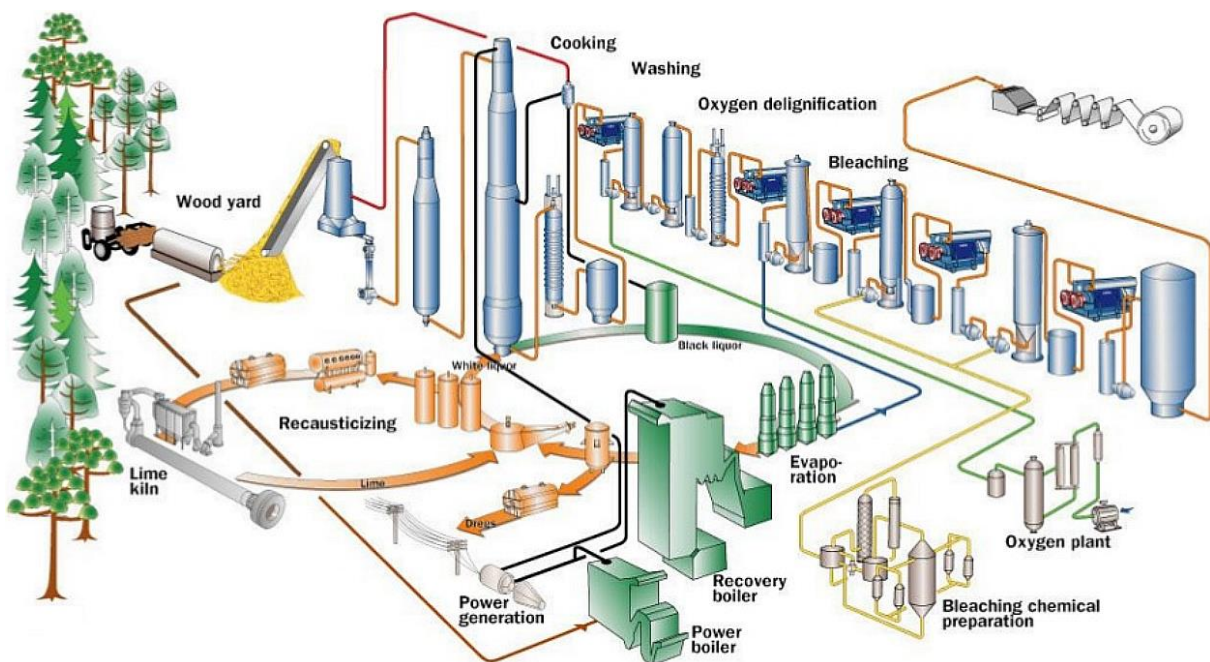 Cooking
Washing
Oxygen delignification
Bleaching
Wood yard
Black liquor
White liquor
Recausticizing
Lime
kiln
Lime
Evapo-
ration
Dregs
Oxygen plant
Recovery
boiler
Power
generation
Power
boiler
Bleaching chemical
preparation